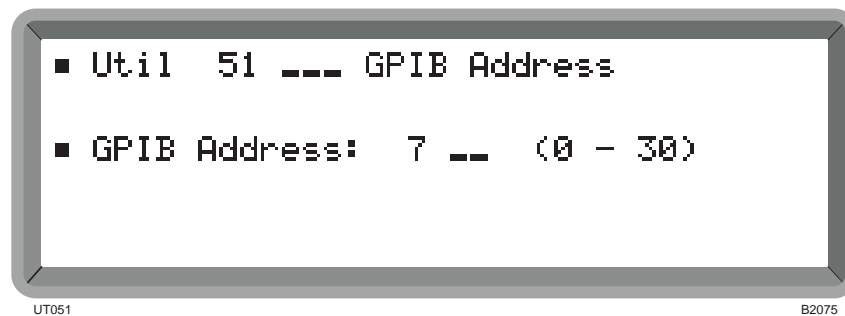 ▪ Util 51 ___ GPIB Address
▪ GPIB Address: 7 __ (0 - 30)
UT051
B2075